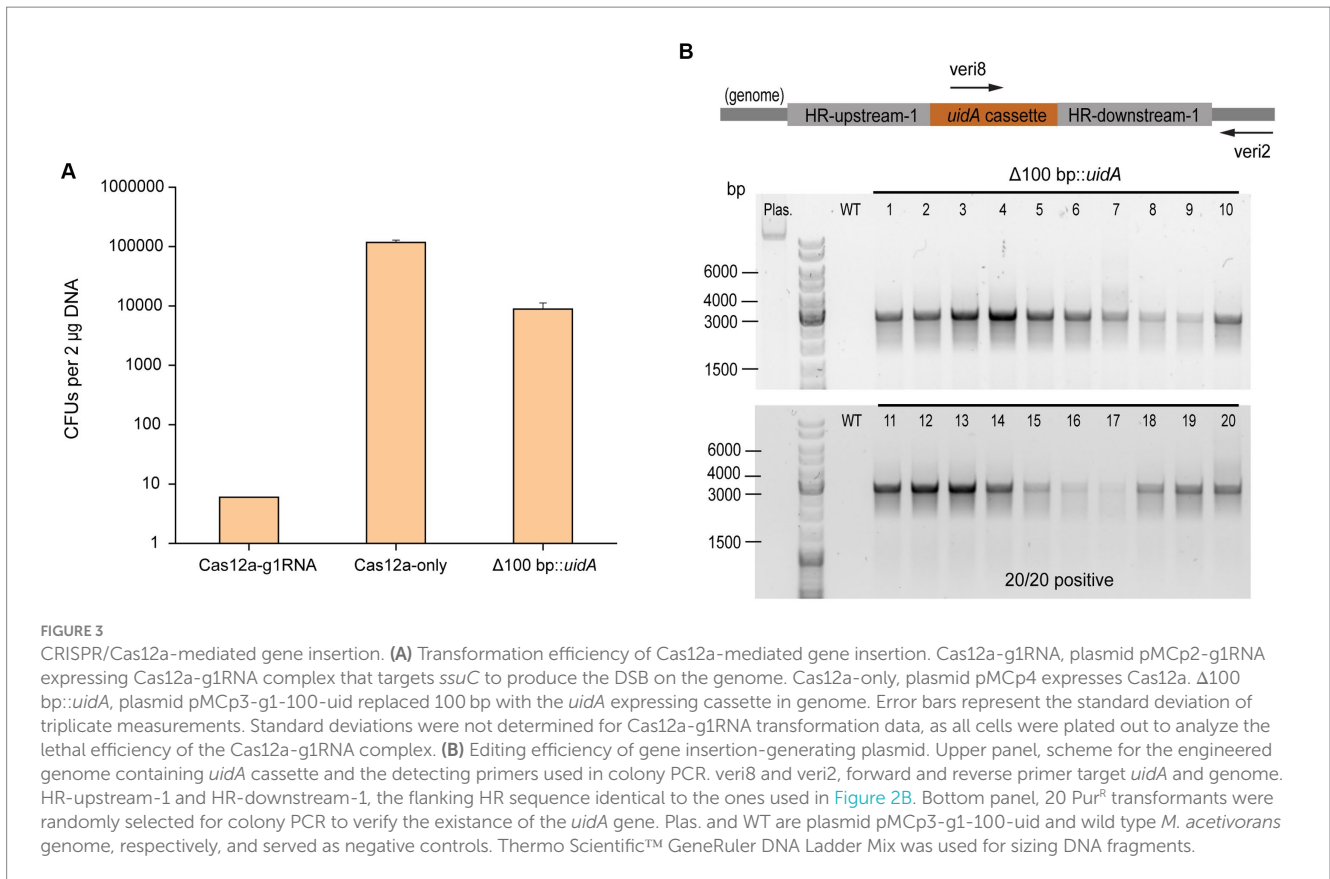 A
1000000
100000
10000
1000
100
10
1
CFUs per 2 µg DNA
Cas12a-g1RNA Cas12a-only Δ100 bp::uidA
B
veri8
(genome)
HR-upstream-1 uidA cassette HR-downstream-1
veri2
Δ100 bp::uidA
bp
Plas. WT 1 2 3 4 5 6 7 8 9 10
6000
4000
3000
1500
WT 11 12 13 14 15 16 17 18 19 20
6000
4000
3000
1500
20/20 positive
FIGURE 3
CRISPR/Cas12a-mediated gene insertion. (A) Transformation efficiency of Cas12a-mediated gene insertion. Cas12a-g1RNA, plasmid pMCp2-g1RNA
expressing Cas12a-g1RNA complex that targets ssuC to produce the DSB on the genome. Cas12a-only, plasmid pMCp4 expresses Cas12a. Δ100
bp::uidA, plasmid pMCp3-g1-100-uid replaced 100 bp with the uidA expressing cassette in genome. Error bars represent the standard deviation of
triplicate measurements. Standard deviations were not determined for Cas12a-g1RNA transformation data, as all cells were plated out to analyze the
lethal efficiency of the Cas12a-g1RNA complex. (B) Editing efficiency of gene insertion-generating plasmid. Upper panel, scheme for the engineered
genome containing uidA cassette and the detecting primers used in colony PCR. veri8 and veri2, forward and reverse primer target uidA and genome.
HR-upstream-1 and HR-downstream-1, the flanking HR sequence identical to the ones used in Figure 2B. Bottom panel, 20 Purᴿ transformants were
randomly selected for colony PCR to verify the existance of the uidA gene. Plas. and WT are plasmid pMCp3-g1-100-uid and wild type M. acetivorans
genome, respectively, and served as negative controls. Thermo Scientific™ GeneRuler DNA Ladder Mix was used for sizing DNA fragments.